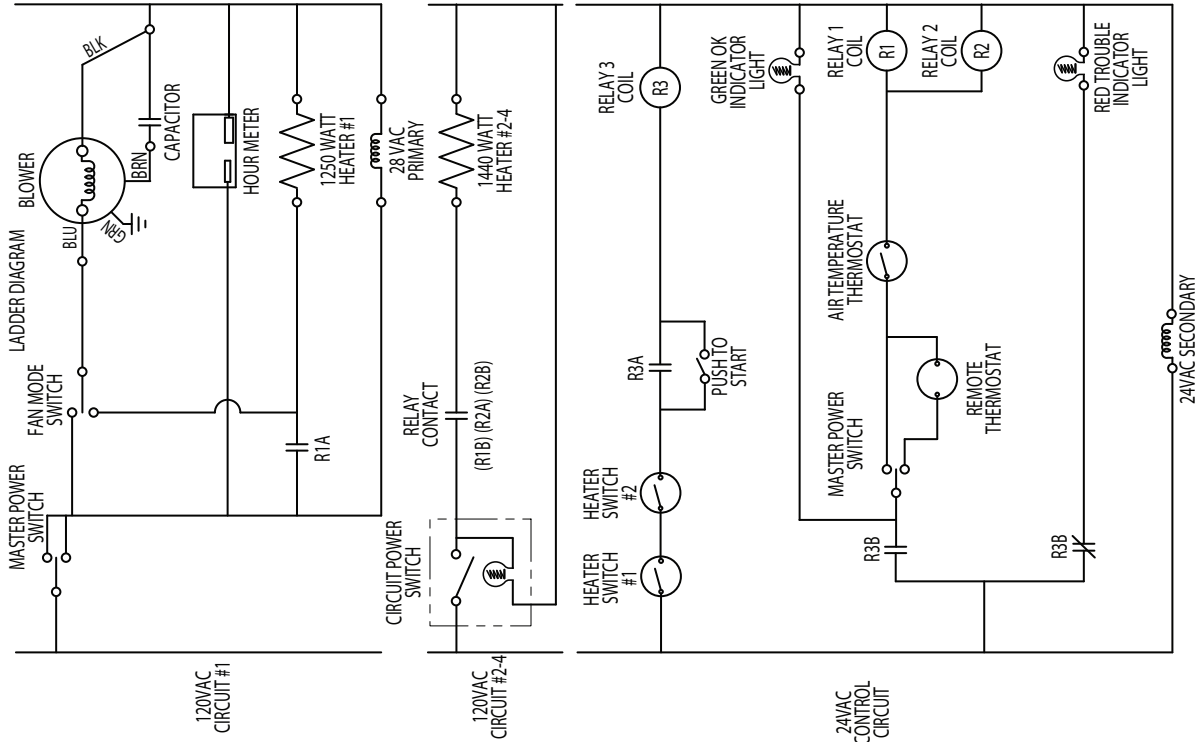 LADDER DIAGRAM
120VAC
CIRCUIT #1
MASTER POWER
SWITCH
FAN MODE
SWITCH
BLU
BLOWER
GRN
BRN
BLK
CAPACITOR
HOUR METER
R1A
1250 WATT
HEATER #1
28 VAC
PRIMARY
120VAC
CIRCUIT #2-4
CIRCUIT POWER
SWITCH
RELAY
CONTACT
(R1B) (R2A) (R2B)
1440 WATT
HEATER #2-4
24VAC
CONTROL
CIRCUIT
HEATER
SWITCH
#1
HEATER
SWITCH
#2
R3A
PUSH TO
START
RELAY 3
COIL
R3
GREEN OK
INDICATOR
LIGHT
R3B
MASTER POWER
SWITCH
REMOTE
THERMOSTAT
AIR TEMPERATURE
THERMOSTAT
RELAY 1
COIL
R1
RELAY 2
COIL
R2
R3B
RED TROUBLE
INDICATOR
LIGHT
24VAC SECONDARY